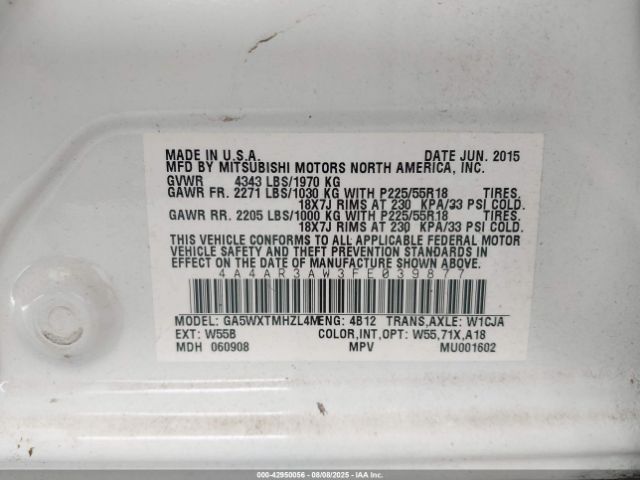 MADE IN U.S.A. DATE JUN. 2015
MFD BY MITSUBISHI MOTORS NORTH AMERICA, INC.
GVWR 4343 LBS/1970 KG
GAWR FR. 2271 LBS/1030 KG WITH P225/55R18 TIRES.
18X7J RIMS AT 230 KPA/33 PSI COLD.
GAWR RR. 2205 LBS/1000 KG WITH P225/55R18 TIRES.
18X7J RIMS AT 230 KPA/33 PSI COLD.
THIS VEHICLE CONFORMS TO ALL APPLICABLE FEDERAL MOTOR
VEHICLE SAFETY AND THEFT PREVENTION STANDARDS IN
EFFECT ON THE DATE OF MANUFACTURE SHOWN ABOVE.
4A4AR3AW3FE039877
MODEL: GA5WXTMHZL4MENG: 4B12 TRANS,AXLE: W1CJA
EXT: W55B COLOR,INT,OPT: W55,71X,A18
MDH 060908 MPV MU001602
000-42950056 - 08/08/2025 - IAA Inc.